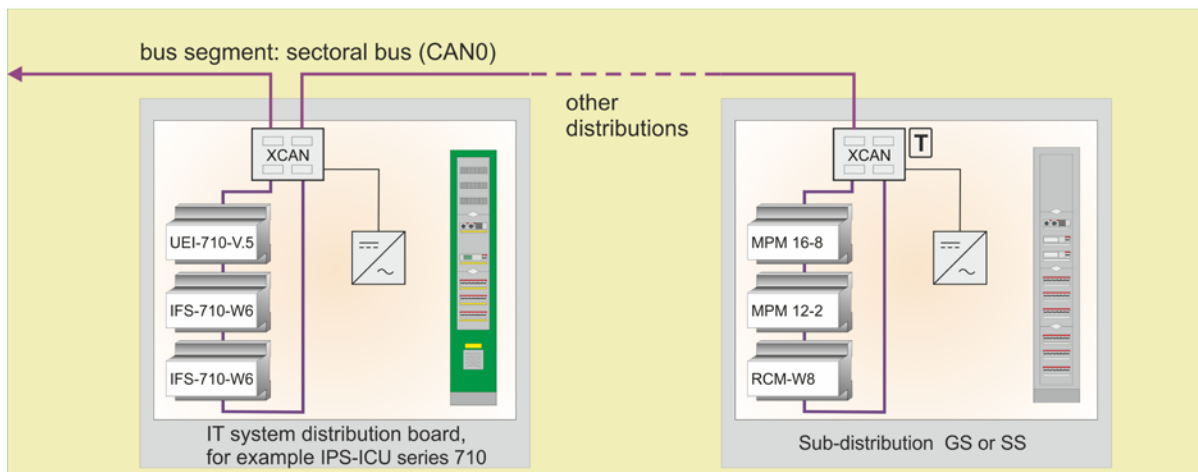 bus segment: sectoral bus (CAN0)
other
distributions
XCAN
UEI-710-V.5
IFS-710-W6
IFS-710-W6
IT system distribution board,
for example IPS-ICU series 710
XCAN
T
MPM 16-8
MPM 12-2
RCM-W8
Sub-distribution GS or SS